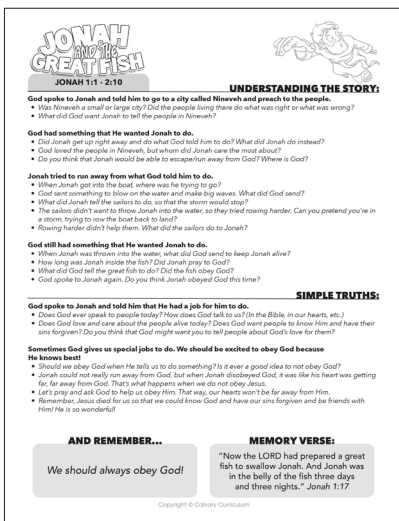 JONAH
AND THE
GREAT FISH
JONAH 1:1 - 2:10
UNDERSTANDING THE STORY:
God spoke to Jonah and told him to go to a city called Nineveh and preach to the people.
• Was Nineveh a small or large city? Did the people living there do what was right or what was wrong?
• What did God want Jonah to tell the people in Nineveh?
God had something that He wanted Jonah to do.
• Did Jonah get up right away and do what God told him to do? What did Jonah do instead?
• God loved the people in Nineveh, but whom did Jonah care the most about?
• Do you think that Jonah would be able to escape/run away from God? Where is God?
Jonah tried to run away from what God told him to do.
• When Jonah got into the boat, where was he trying to go?
• God sent something to blow on the water and make big waves. What did God send?
• What did Jonah tell the sailors to do, so that the storm would stop?
• The sailors didn't want to throw Jonah into the water, so they tried rowing harder. Can you pretend you're in
a storm, trying to row the boat back to land?
• Rowing harder didn't help them. What did the sailors do to Jonah?
God still had something that He wanted Jonah to do.
• When Jonah was thrown into the water, what did God send to keep Jonah alive?
• How long was Jonah inside the fish? Did Jonah pray to God?
• What did God tell the great fish to do? Did the fish obey God?
• God spoke to Jonah again. Do you think Jonah obeyed God this time?
SIMPLE TRUTHS:
God spoke to Jonah and told him that He had a job for him to do.
• Does God ever speak to people today? How does God talk to us? (In the Bible, in our hearts, etc.)
• Does God love and care about the people alive today? Does God want people to know Him and have their
sins forgiven? Do you think that God might want you to tell people about God's love for them?
Sometimes God gives us special jobs to do. We should be excited to obey God because
He knows best!
• Should we obey God when He tells us to do something? Is it ever a good idea to not obey God?
• Jonah could not really run away from God, but when Jonah disobeyed God, it was like his heart was getting
far, far away from God. That's what happens when we do not obey Jesus.
• Let's pray and ask God to help us obey Him. That way, our hearts won't be far away from Him.
• Remember, Jesus died for us so that we could know God and have our sins forgiven and be friends with
Him! He is so wonderful!
AND REMEMBER...
We should always obey God!
MEMORY VERSE:
"Now the LORD had prepared a great
fish to swallow Jonah. And Jonah was
in the belly of the fish three days
and three nights." Jonah 1:17
Copyright © Calvary Curriculum